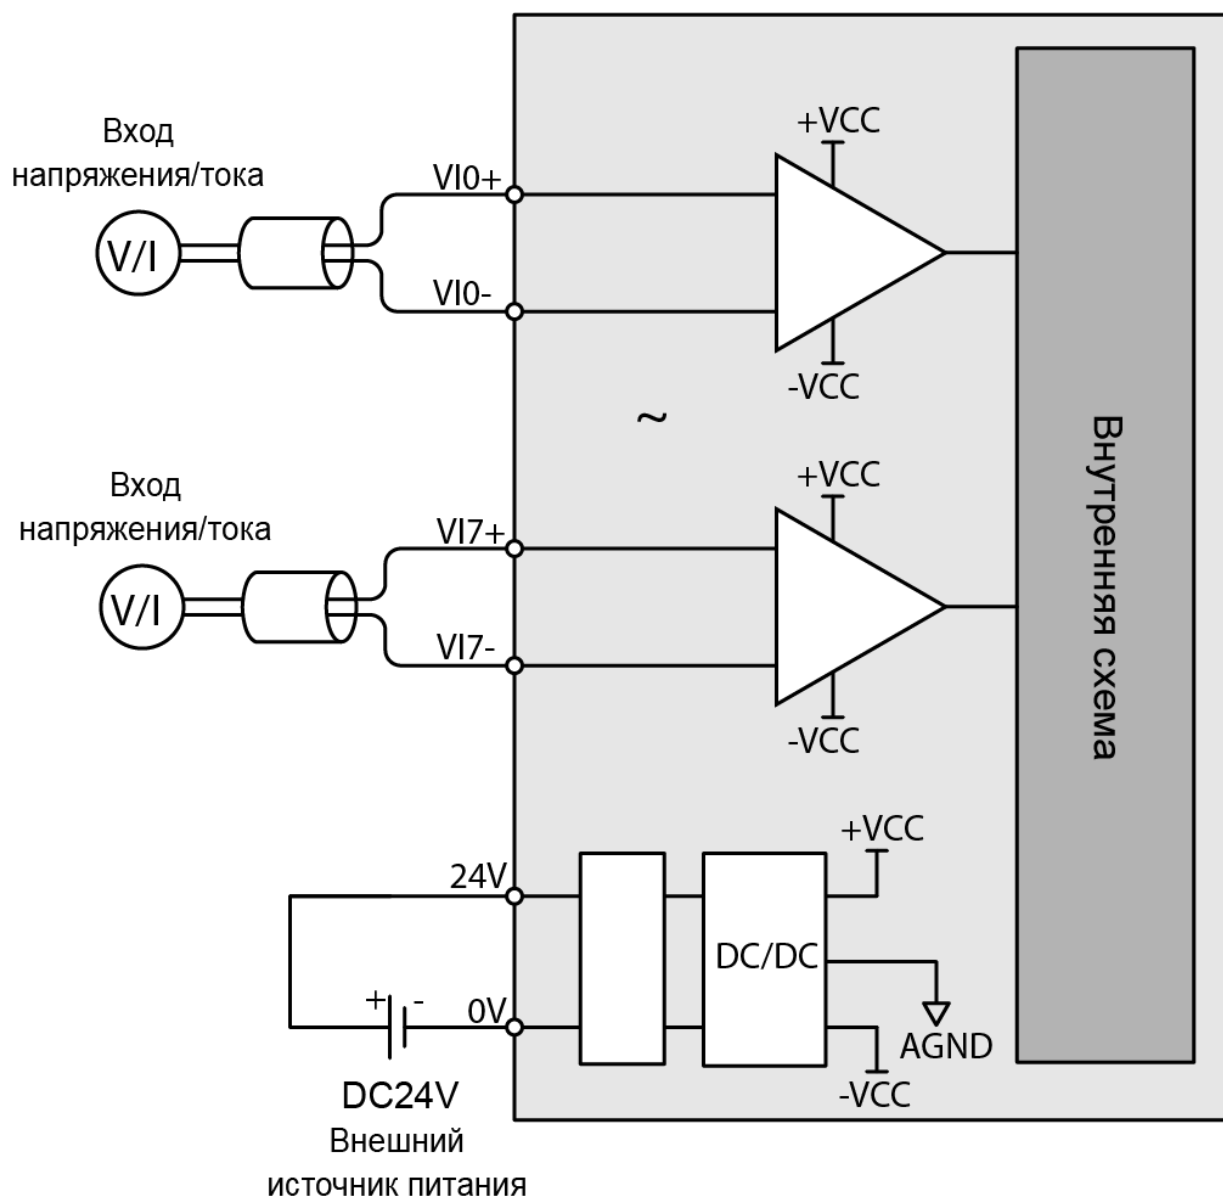 Вход
напряжения/тока
V/I
VI0+
VI0-
+VCC
-VCC
~
Вход
напряжения/тока
V/I
VI7+
VI7-
+VCC
-VCC
Внутренняя схема
24V
0V
+ -
DC24V
Внешний
источник питания
DC/DC
+VCC
AGND
-VCC